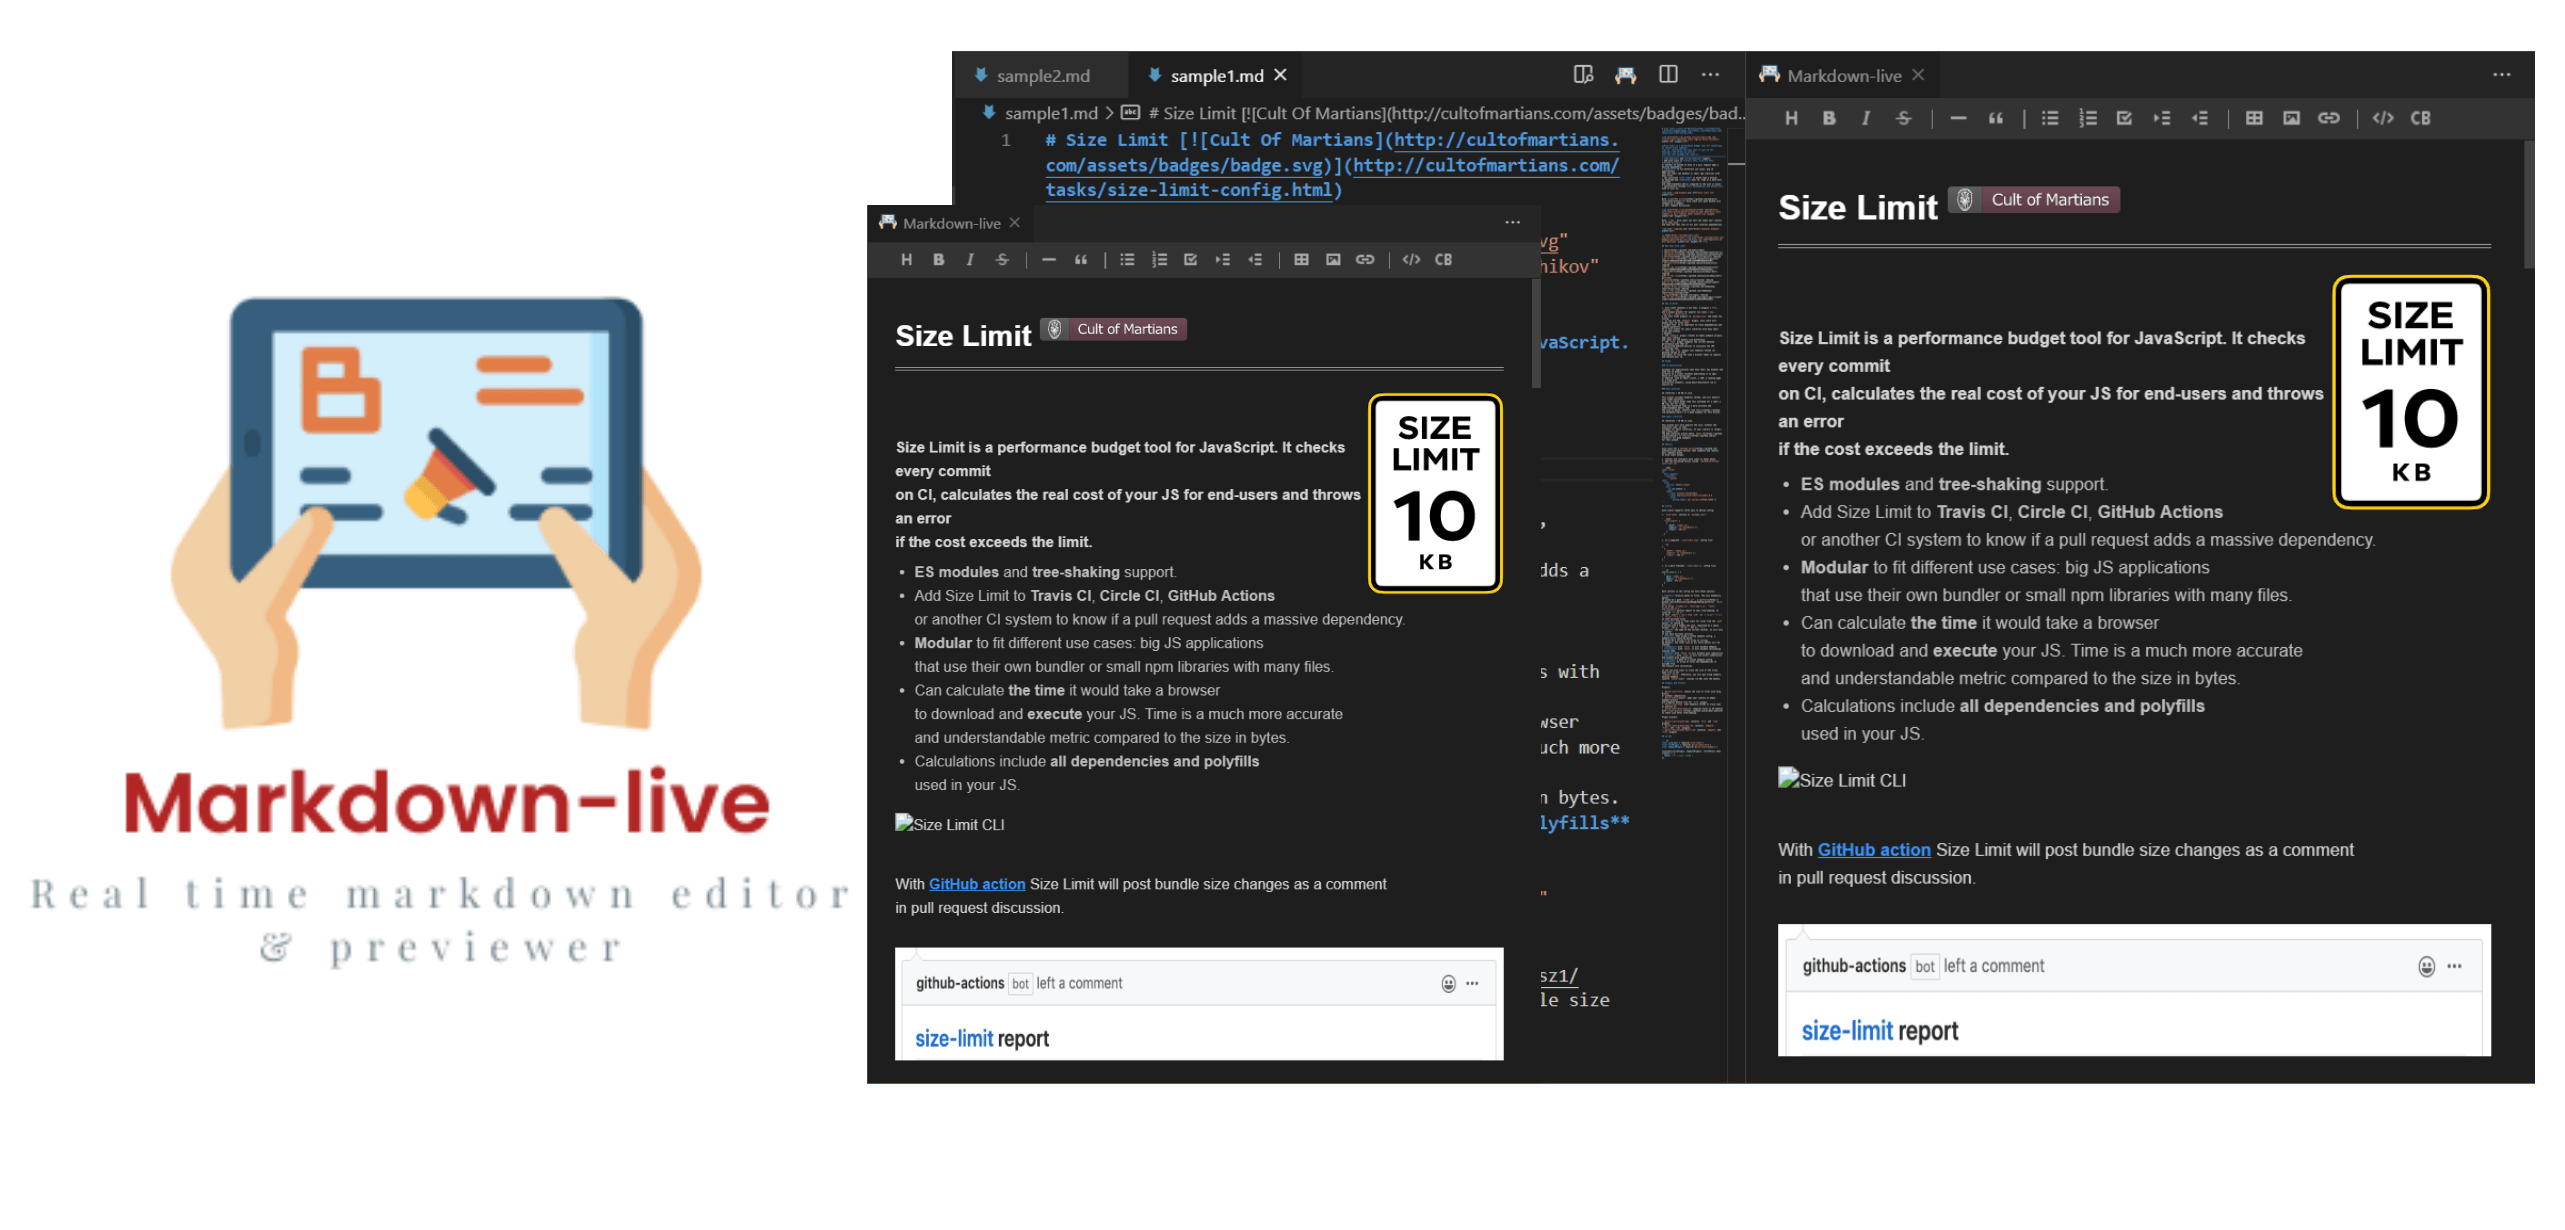 Markdown-live
Real time markdown editor
& previewer
sample2.md
sample1.md
sample1.md > # Size Limit [![Cult Of Martians](http://cultofmartians.com/assets/badges/bad...
1 # Size Limit [![Cult Of Martians](http://cultofmartians.
com/assets/badges/badge.svg)](http://cultofmartians.com/
tasks/size-limit-config.html)
vg"
nikov"
vaScript.
,
dds a
s with
wser
uch more
n bytes.
lyfills**
"
sz1/
le size
Markdown-live
H B I S — “ </> CB
Size Limit Cult of Martians
SIZE
LIMIT
10
KB
Size Limit is a performance budget tool for JavaScript. It checks
every commit
on CI, calculates the real cost of your JS for end-users and throws
an error
if the cost exceeds the limit.
• ES modules and tree-shaking support.
• Add Size Limit to Travis CI, Circle CI, GitHub Actions
or another CI system to know if a pull request adds a massive dependency.
• Modular to fit different use cases: big JS applications
that use their own bundler or small npm libraries with many files.
• Can calculate the time it would take a browser
to download and execute your JS. Time is a much more accurate
and understandable metric compared to the size in bytes.
• Calculations include all dependencies and polyfills
used in your JS.
Size Limit CLI
With GitHub action Size Limit will post bundle size changes as a comment
in pull request discussion.
github-actions bot left a comment
size-limit report
Markdown-live
H B I S — “ </> CB
Size Limit Cult of Martians
SIZE
LIMIT
10
KB
Size Limit is a performance budget tool for JavaScript. It checks
every commit
on CI, calculates the real cost of your JS for end-users and throws
an error
if the cost exceeds the limit.
• ES modules and tree-shaking support.
• Add Size Limit to Travis CI, Circle CI, GitHub Actions
or another CI system to know if a pull request adds a massive dependency.
• Modular to fit different use cases: big JS applications
that use their own bundler or small npm libraries with many files.
• Can calculate the time it would take a browser
to download and execute your JS. Time is a much more accurate
and understandable metric compared to the size in bytes.
• Calculations include all dependencies and polyfills
used in your JS.
Size Limit CLI
With GitHub action Size Limit will post bundle size changes as a comment
in pull request discussion.
github-actions bot left a comment
size-limit report